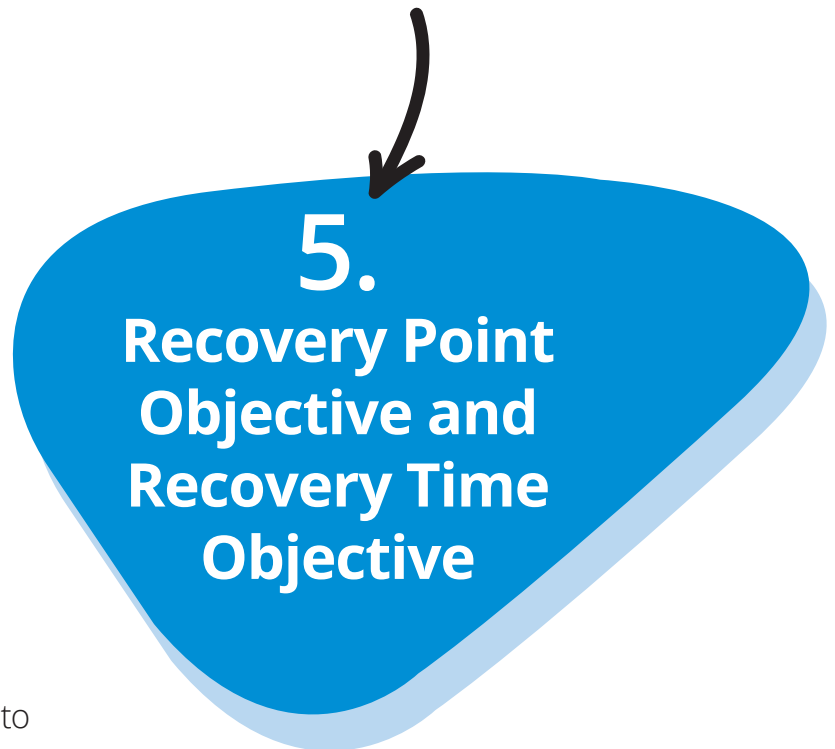 5.
Recovery Point
Objective and
Recovery Time
Objective
to